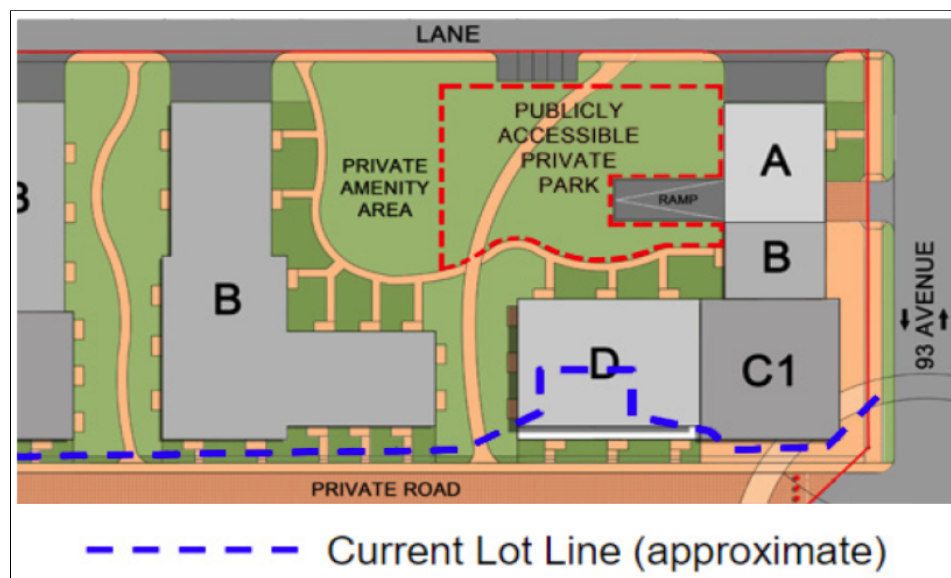 LANE
PUBLICLY
ACCESSIBLE
PRIVATE
PARK
PRIVATE
AMENITY
AREA
RAMP
A
B
B
B
D
C1
93 AVENUE
PRIVATE ROAD
Current Lot Line (approximate)